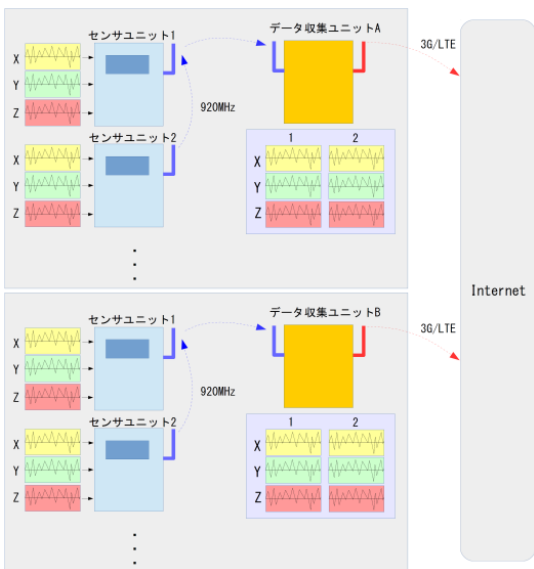 センサユニット1
データ収集ユニットA
3G/LTE
X
Y
Z
920MHz
センサユニット2
X
Y
Z
1 2
X
Y
Z
Internet
センサユニット1
データ収集ユニットB
3G/LTE
X
Y
Z
920MHz
センサユニット2
X
Y
Z
1 2
X
Y
Z